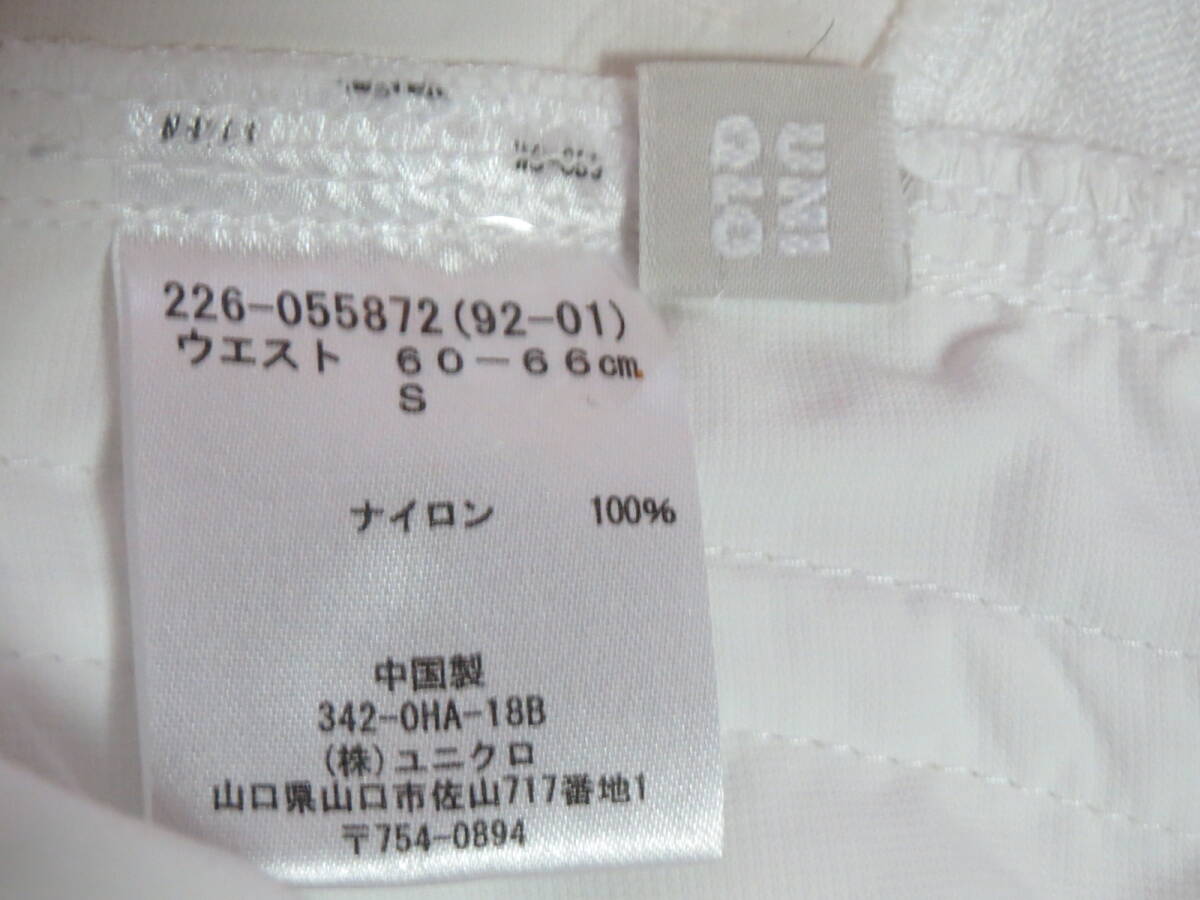 UNI
QLO
226-055872(92-01)
ウエスト 60-66cm
S
ナイロン 100%
中国製
342-0HA-18B
(株)ユニクロ
山口県山口市佐山717番地1
〒754-0894